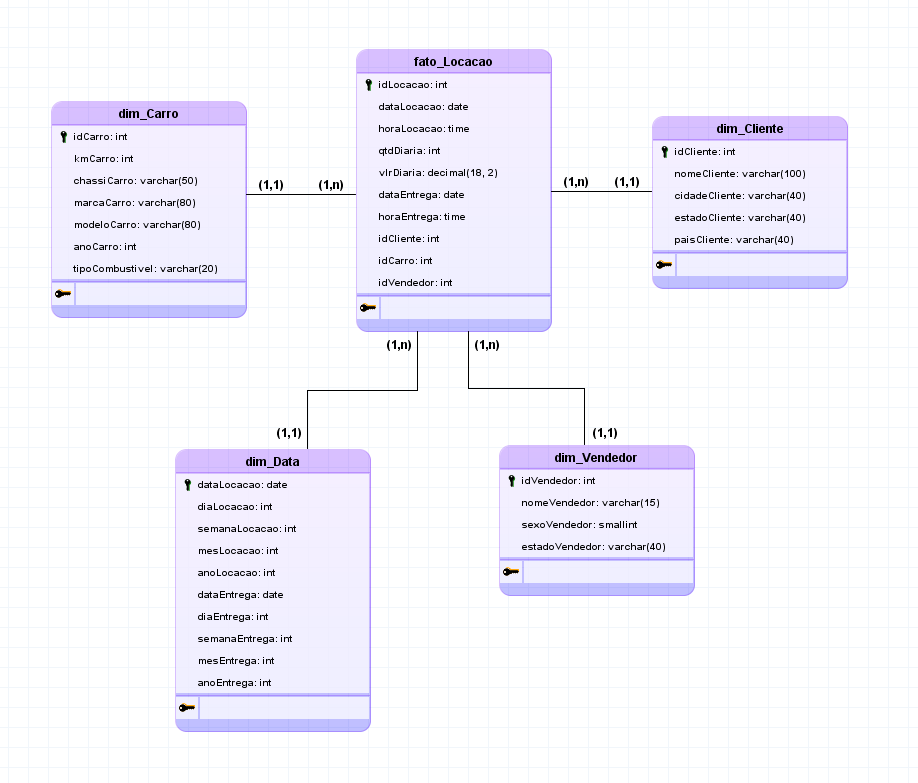 fato_Locacao
idLocacao: int
dataLocacao: date
horaLocacao: time
qtdDiaria: int
vlrDiaria: decimal(18, 2)
dataEntrega: date
horaEntrega: time
idCliente: int
idCarro: int
idVendedor: int
dim_Carro
idCarro: int
kmCarro: int
chassiCarro: varchar(50)
marcaCarro: varchar(80)
modeloCarro: varchar(80)
anoCarro: int
tipoCombustivel: varchar(20)
(1,1)
(1,n)
(1,n)
(1,1)
dim_Cliente
idCliente: int
nomeCliente: varchar(100)
cidadeCliente: varchar(40)
estadoCliente: varchar(40)
paisCliente: varchar(40)
(1,n)
(1,n)
(1,1)
(1,1)
dim_Data
dataLocacao: date
diaLocacao: int
semanaLocacao: int
mesLocacao: int
anoLocacao: int
dataEntrega: date
diaEntrega: int
semanaEntrega: int
mesEntrega: int
anoEntrega: int
dim_Vendedor
idVendedor: int
nomeVendedor: varchar(15)
sexoVendedor: smallint
estadoVendedor: varchar(40)